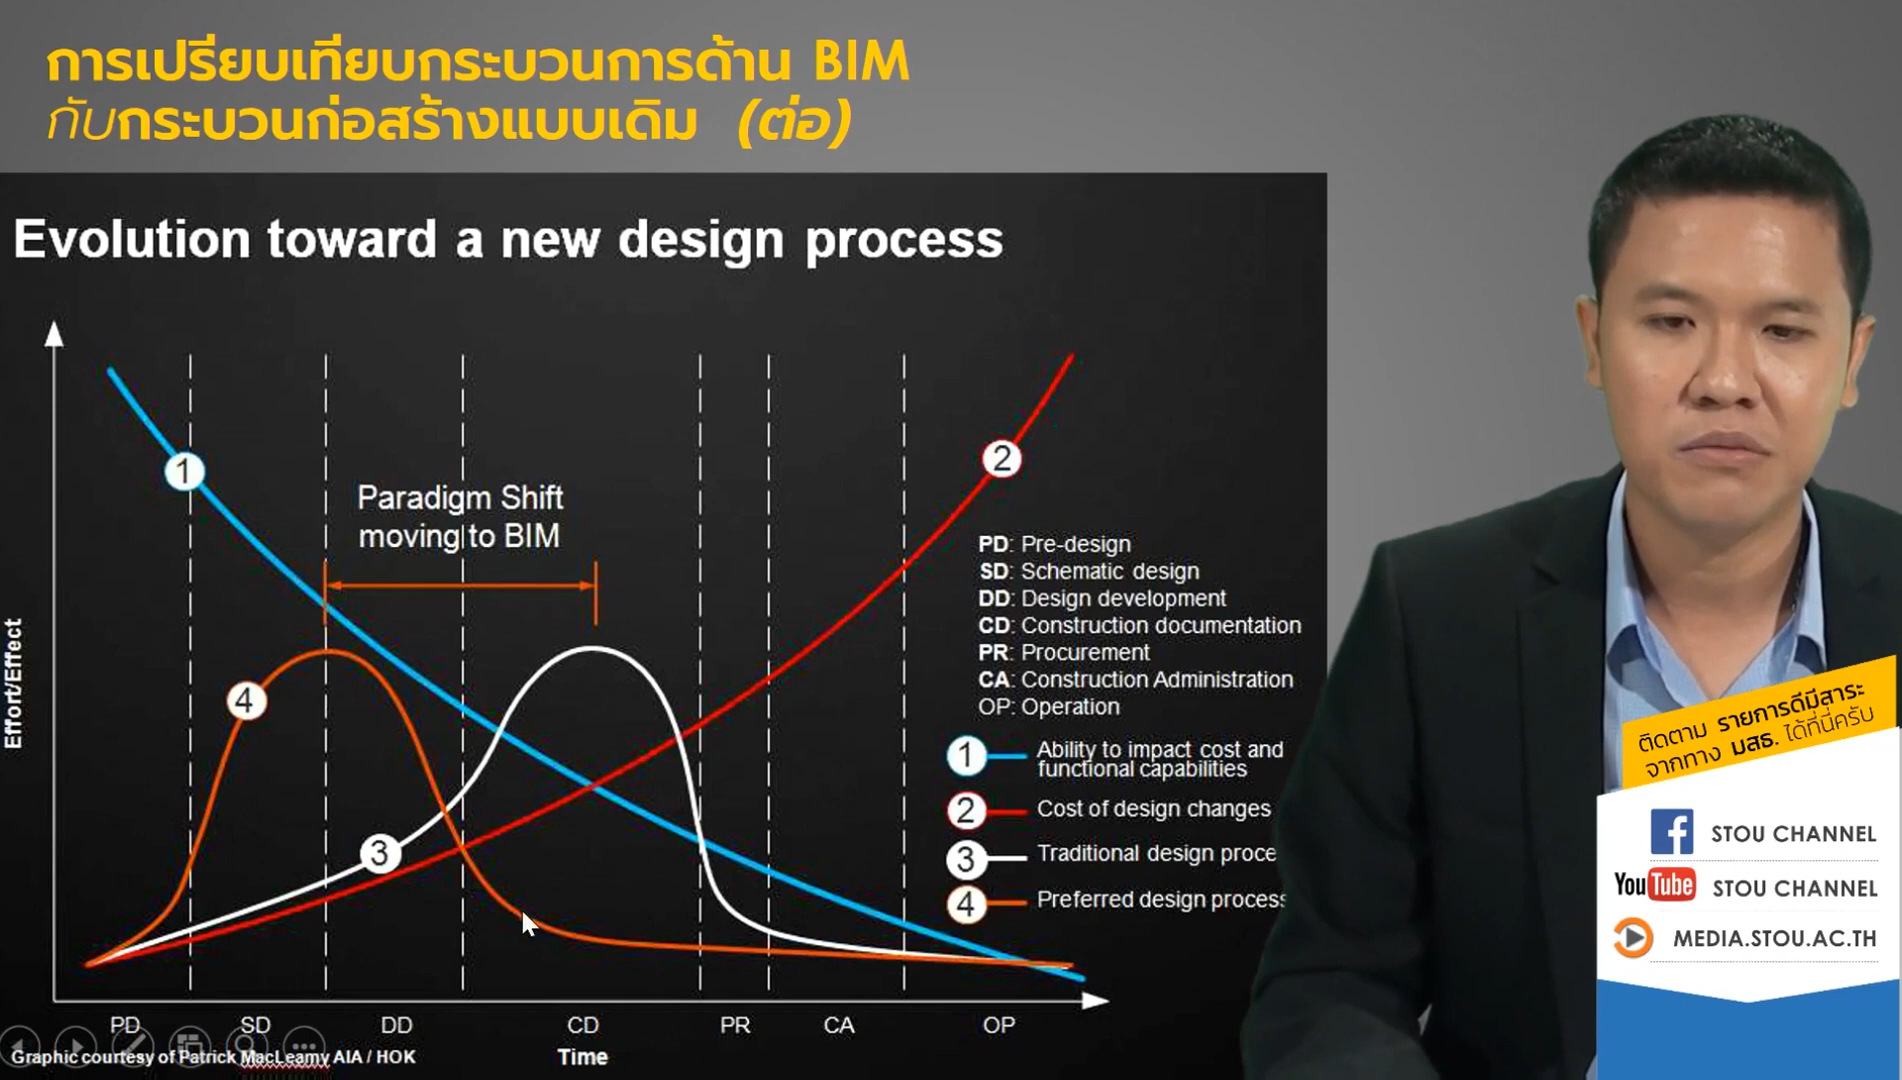 การเปรียบเทียบกระบวนการด้าน BIM
กับกระบวนก่อสร้างแบบเดิม (ต่อ)
Evolution toward a new design process
1
2
Paradigm Shift
moving to BIM
4
3
Effort/Effect
PD: Pre-design
SD: Schematic design
DD: Design development
CD: Construction documentation
PR: Procurement
CA: Construction Administration
OP: Operation
1 Ability to impact cost and
functional capabilities
2 Cost of design changes
3 Traditional design proce
4 Preferred design process
PD SD DD CD PR CA OP
Graphic courtesy of Patrick MacLeamy AIA / HOK
Time
ติดตาม รายการดีมีสาระ
จากทาง มสธ. ได้ที่นี่ครับ
f STOU CHANNEL
YouTube STOU CHANNEL
MEDIA.STOU.AC.TH